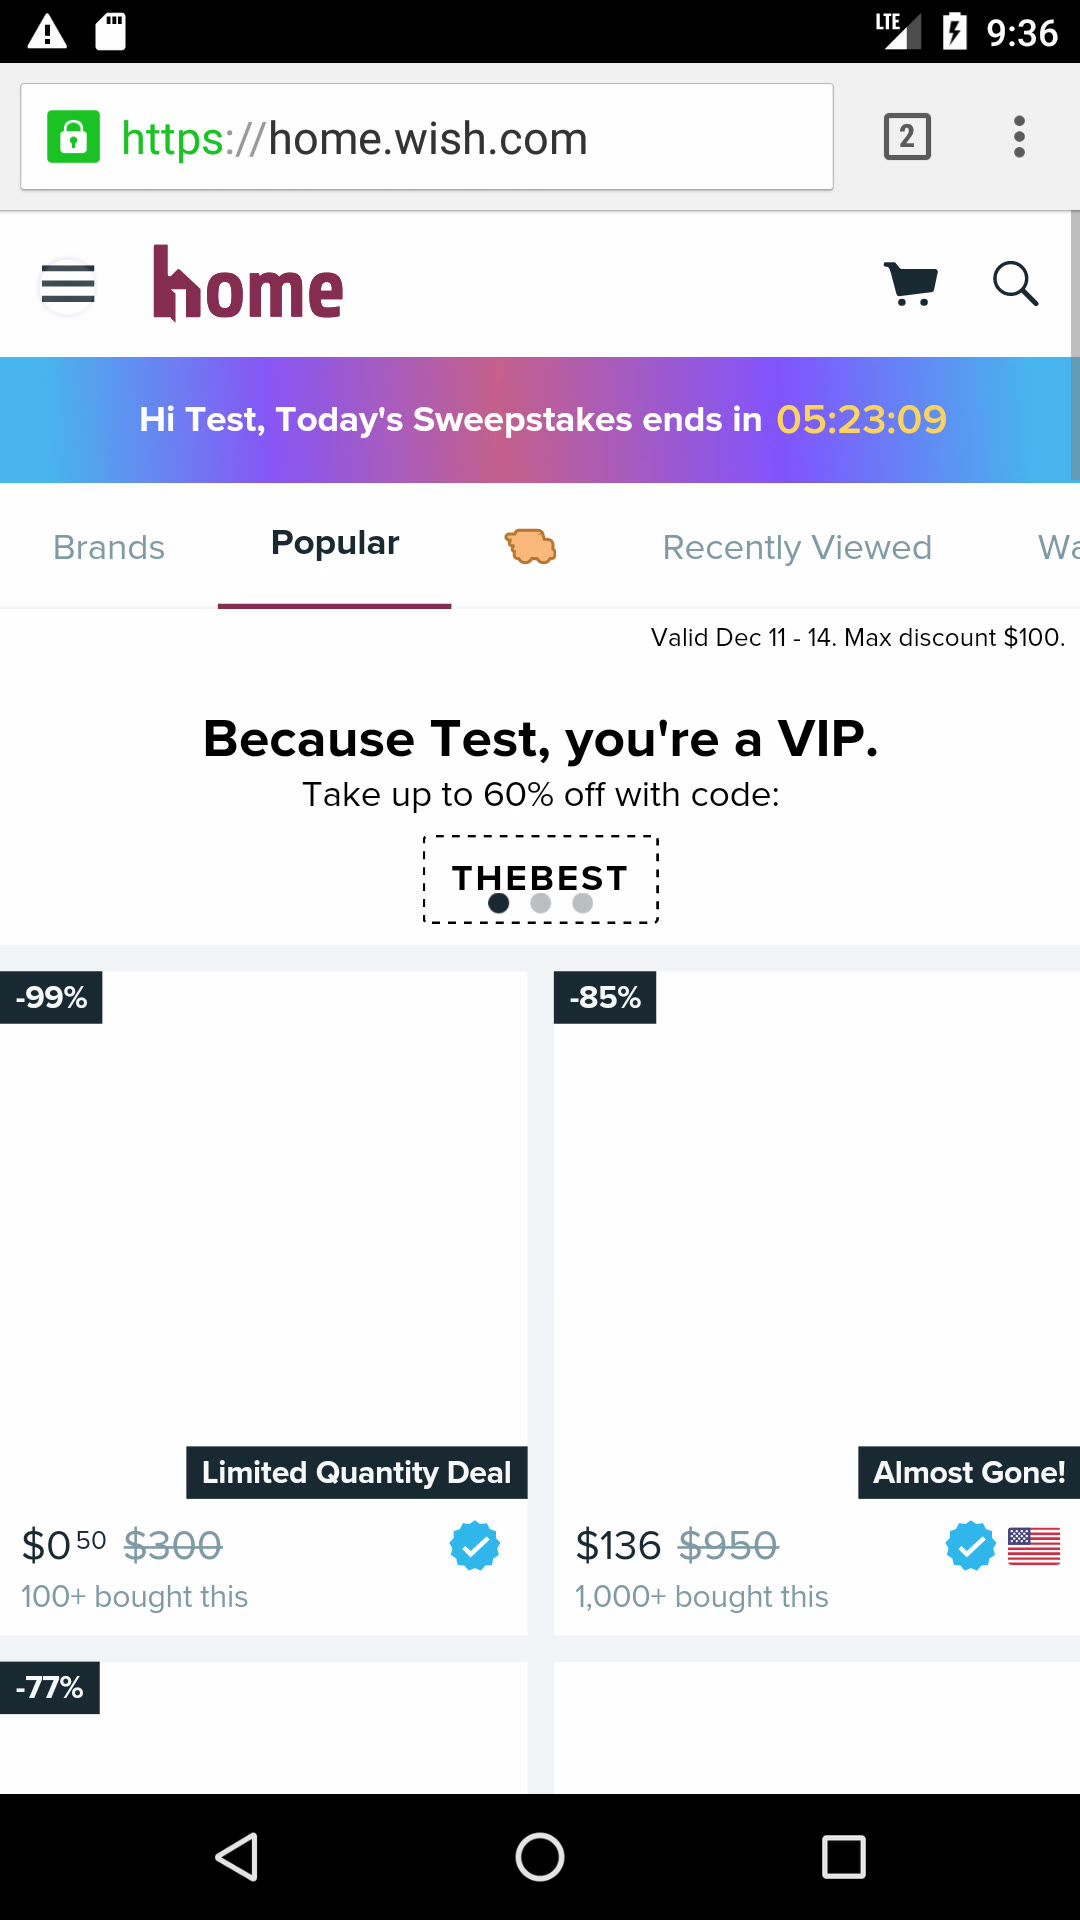 LTE 9:36
https://home.wish.com 2
home
Hi Test, Today's Sweepstakes ends in 05:23:09
Brands Popular Recently Viewed Wa
Valid Dec 11 - 14. Max discount $100.
Because Test, you're a VIP.
Take up to 60% off with code:
THEBEST
-99% -85%
Limited Quantity Deal Almost Gone!
$0 50 $300 $136 $950
100+ bought this 1,000+ bought this
-77%